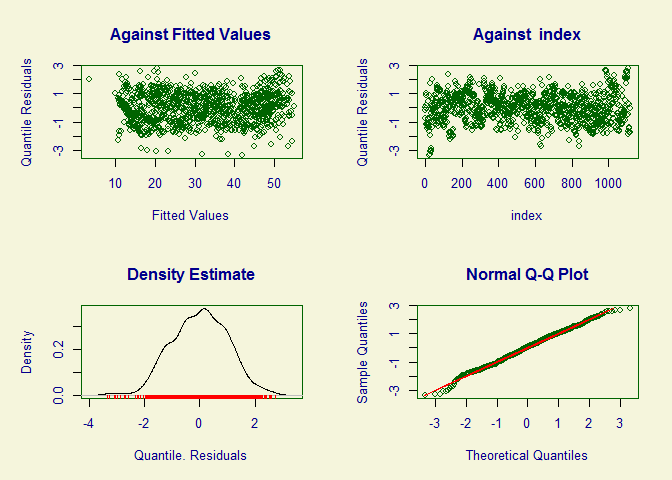 Against Fitted Values
Quantile Residuals
-3 -1 1 3
10 20 30 40 50
Fitted Values
Against  index
Quantile Residuals
-3 -1 1 3
0 200 400 600 800 1000
index
Density Estimate
Density
0.0 0.2
-4 -2 0 2
Quantile. Residuals
Normal Q-Q Plot
Sample Quantiles
-3 -1 1 3
-3 -2 -1 0 1 2 3
Theoretical Quantiles